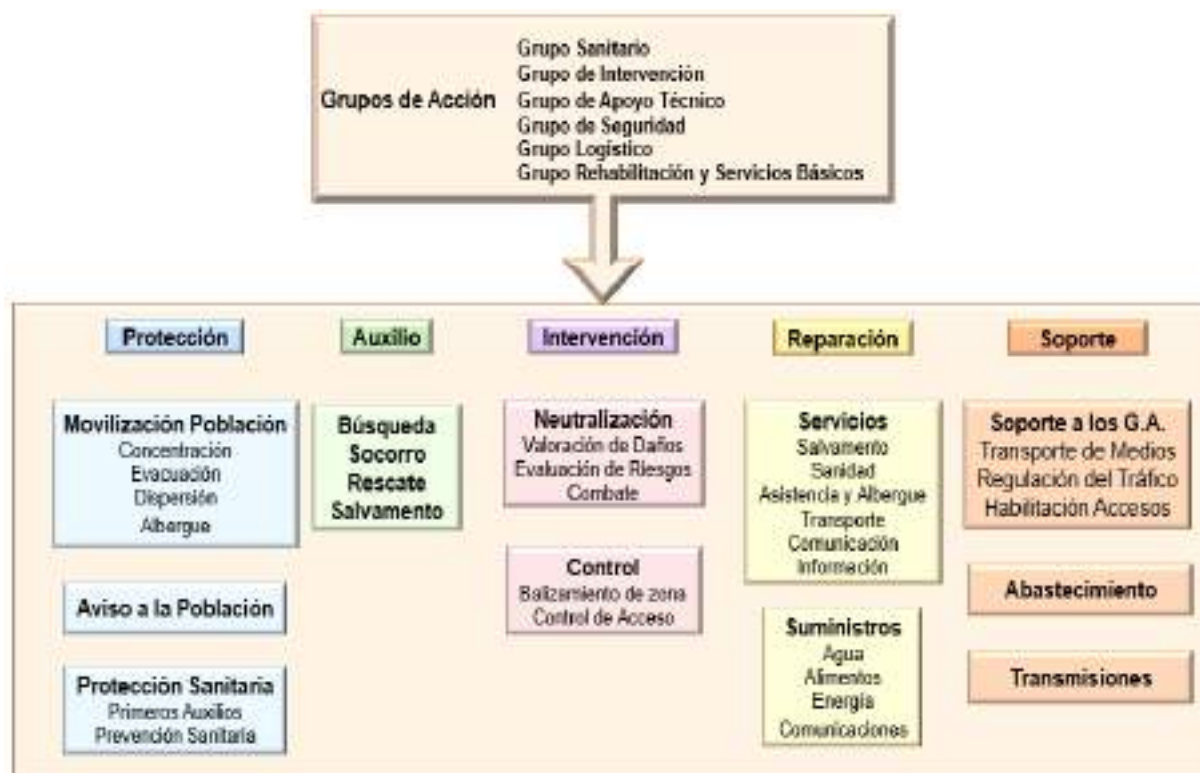 Grupos de Acción
Grupo Sanitario
Grupo de Intervención
Grupo de Apoyo Técnico
Grupo de Seguridad
Grupo Logístico
Grupo Rehabilitación y Servicios Básicos
Protección
Movilización Población
Concentración
Evacuación
Dispersión
Albergue
Aviso a la Población
Protección Sanitaria
Primeros Auxilios
Prevención Sanitaria
Auxilio
Búsqueda
Socorro
Rescate
Salvamento
Intervención
Neutralización
Valoración de Daños
Evaluación de Riesgos
Combate
Control
Balizamiento de zona
Control de Acceso
Reparación
Servicios
Salvamento
Sanidad
Asistencia y Albergue
Transporte
Comunicación
Información
Suministros
Agua
Alimentos
Energía
Comunicaciones
Soporte
Soporte a los G.A.
Transporte de Medios
Regulación del Tráfico
Habilitación Accesos
Abastecimiento
Transmisiones